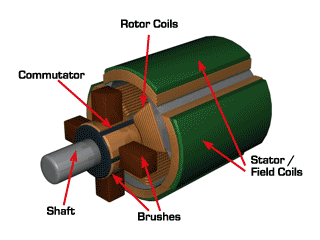 Rotor Coils
Commutator
Stator /
Field Coils
Shaft
Brushes